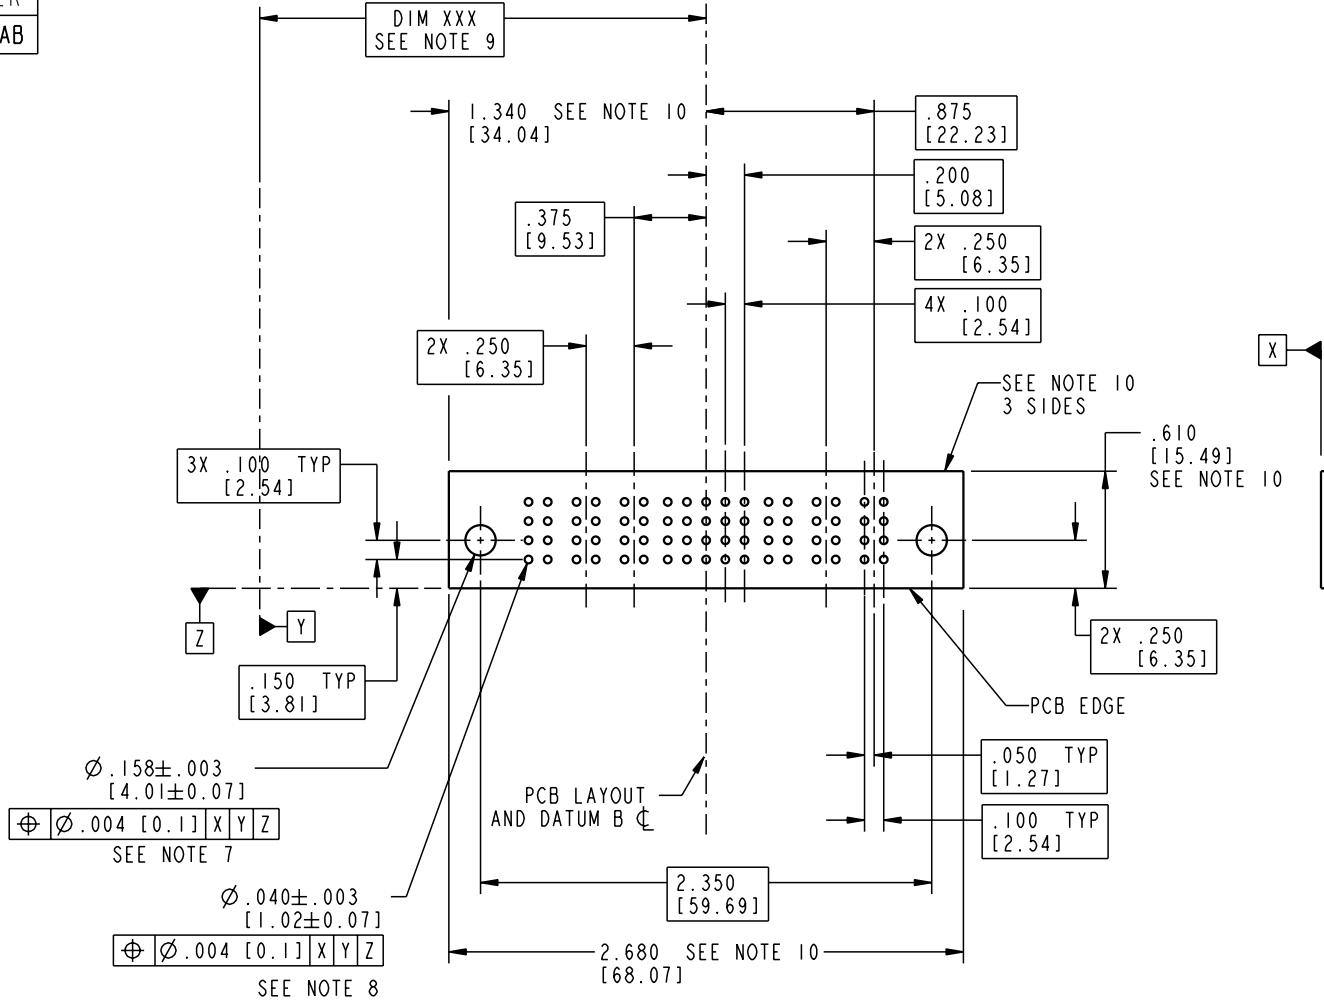 AB
DIM XXX
SEE NOTE 9
1.340 SEE NOTE 10
[34.04]
.875
[22.23]
.200
[5.08]
.375
[9.53]
2X .250
[6.35]
4X .100
[2.54]
2X .250
[6.35]
X
SEE NOTE 10
3 SIDES
.610
[15.49]
SEE NOTE 10
3X .100 TYP
[2.54]
Z
Y
2X .250
[6.35]
.150 TYP
[3.81]
PCB EDGE
Ø.158±.003
[4.01±0.07]
⌖ Ø.004 [0.1] X Y Z
SEE NOTE 7
PCB LAYOUT
AND DATUM B ℄
.050 TYP
[1.27]
.100 TYP
[2.54]
Ø.040±.003
[1.02±0.07]
⌖ Ø.004 [0.1] X Y Z
SEE NOTE 8
2.350
[59.69]
2.680 SEE NOTE 10
[68.07]